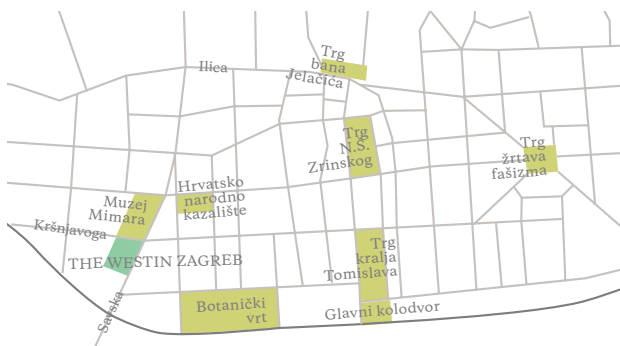 Trg
bana
Jelačića
Ilica
Trg
N.Š.
Zrinskog
Trg
žrtava
fašizma
Hrvatsko
narodno
kazalište
Muzej
Mimara
Kršnjavoga
THE WESTIN ZAGREB
Trg
kralja
Tomislava
Botanički
vrt
Glavni kolodvor
Savska